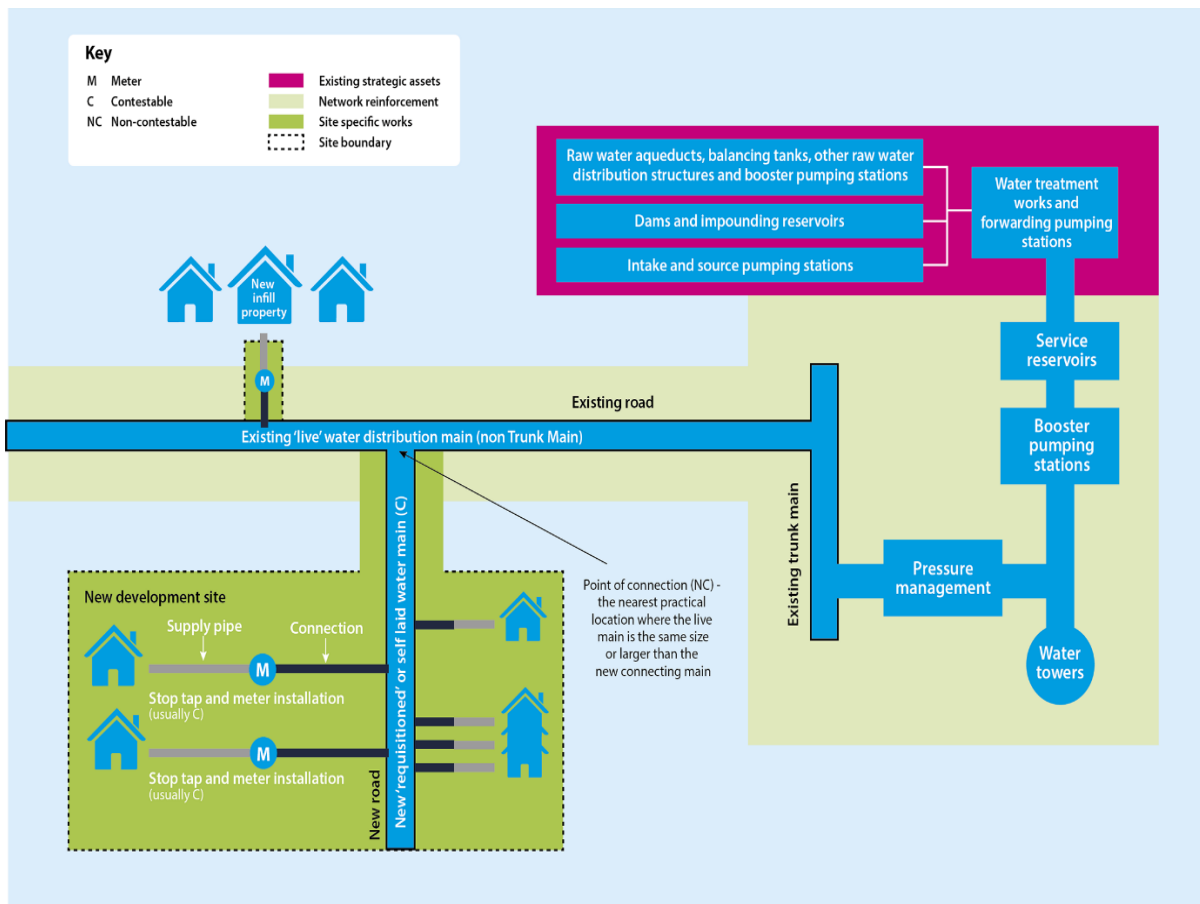 Key
M Meter
C Contestable
NC Non-contestable
Existing strategic assets
Network reinforcement
Site specific works
Site boundary
Raw water aqueducts, balancing tanks, other raw water
distribution structures and booster pumping stations
Dams and impounding reservoirs
Intake and source pumping stations
Water treatment
works and
forwarding pumping
stations
New
infill
property
M
Service
reservoirs
Existing road
Existing 'live' water distribution main (non Trunk Main)
Booster
pumping
stations
Existing trunk main
Pressure
management
Water
towers
New 'requisitioned' or self laid water main (C)
Point of connection (NC) -
the nearest practical
location where the live
main is the same size
or larger than the
new connecting main
New development site
Supply pipe
Connection
M
Stop tap and meter installation
(usually C)
M
Stop tap and meter installation
(usually C)
New road